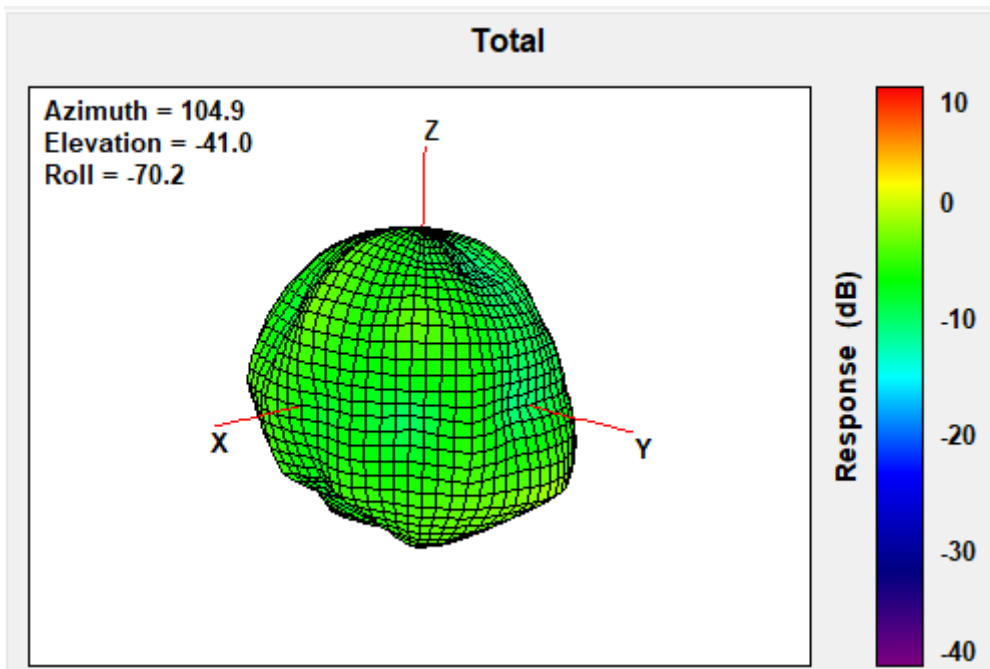 Total
Azimuth = 104.9
Elevation = -41.0
Roll = -70.2
Z
X
Y
10
0
-10
-20
-30
-40
Response (dB)